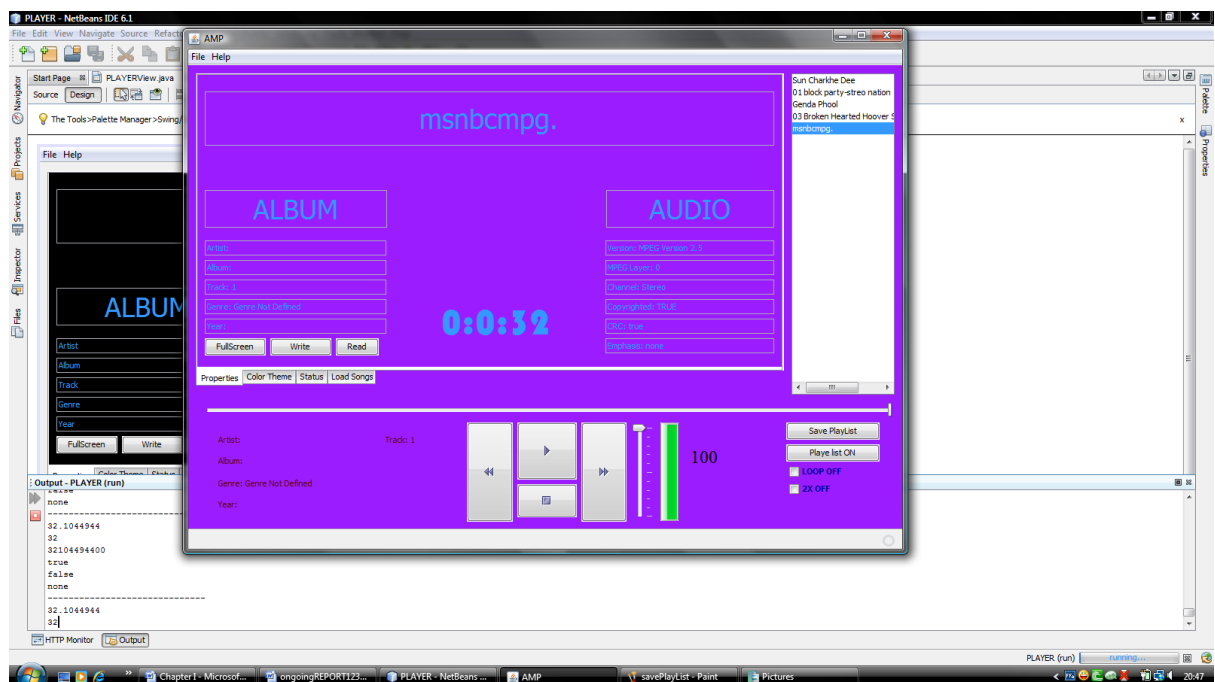 PLAYER - NetBeans IDE 6.1
File Edit View Navigate Source Refact
AMP
File Help
Start Page
PLAYERView.java
Source Design
The Tools>Palette Manager>Swing/
File Help
ALBUM
Artist
Album
Track
Genre
Year
FullScreen
Write
msnbcmpg.
ALBUM
Artist:
Album:
Track: 1
Genre: Genre Not Defined
Year:
FullScreen
Write
Read
0:0:32
AUDIO
Version: MPEG Version 2.5
MPEG Layer: 0
Channel: Stereo
Copyrighted: TRUE
CRC: true
Emphasis: none
Properties
Color Theme
Status
Load Songs
Sun Charkhe Dee
01 block party-streo nation
Genda Phool
03 Broken Hearted Hoover S
msnbcmpg.
Artist:
Track: 1
Album:
Genre: Genre Not Defined
Year:
100
Save PlayList
Playe list ON
LOOP OFF
2X OFF
Navigator
Projects
Services
Inspector
Files
Palette
Properties
Color Theme
Status
Output - PLAYER (run)
none
------------------------------
32.1044944
32
32104494400
true
false
none
------------------------------
32.1044944
32
HTTP Monitor
Output
PLAYER (run)
running...
Chapter I - Microsof...
ongoingREPORT123...
PLAYER - NetBeans ...
AMP
savePlayList - Paint
Pictures
20:47